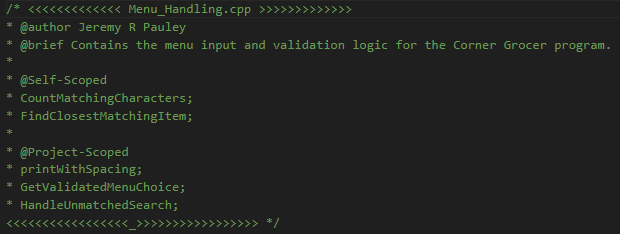 /* <<<<<<<<<<<<< Menu_Handling.cpp >>>>>>>>>>>>>
* @author Jeremy R Pauley
* @brief Contains the menu input and validation logic for the Corner Grocer program.
*
* @Self-Scoped
* CountMatchingCharacters;
* FindClosestMatchingItem;
*
* @Project-Scoped
* printWithSpacing;
* GetValidatedMenuChoice;
* HandleUnmatchedSearch;
<<<<<<<<<<<<<<<<<_>>>>>>>>>>>>>>>>> */